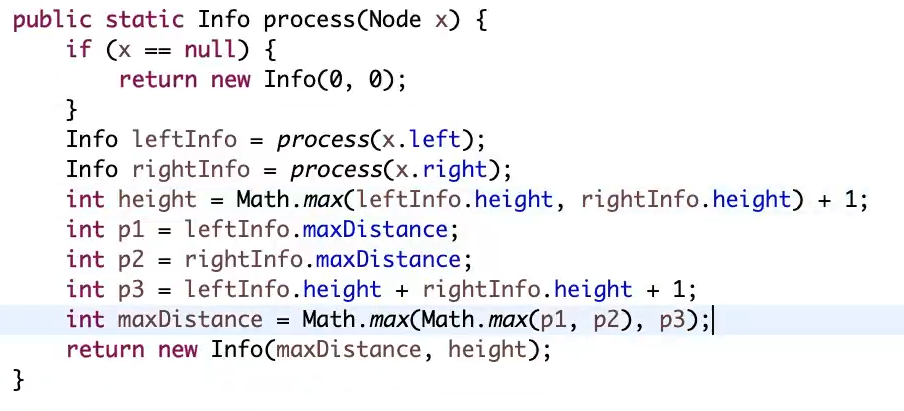 public static Info process(Node x) {
    if (x == null) {
        return new Info(0, 0);
    }
    Info leftInfo = process(x.left);
    Info rightInfo = process(x.right);
    int height = Math.max(leftInfo.height, rightInfo.height) + 1;
    int p1 = leftInfo.maxDistance;
    int p2 = rightInfo.maxDistance;
    int p3 = leftInfo.height + rightInfo.height + 1;
    int maxDistance = Math.max(Math.max(p1, p2), p3);
    return new Info(maxDistance, height);
}